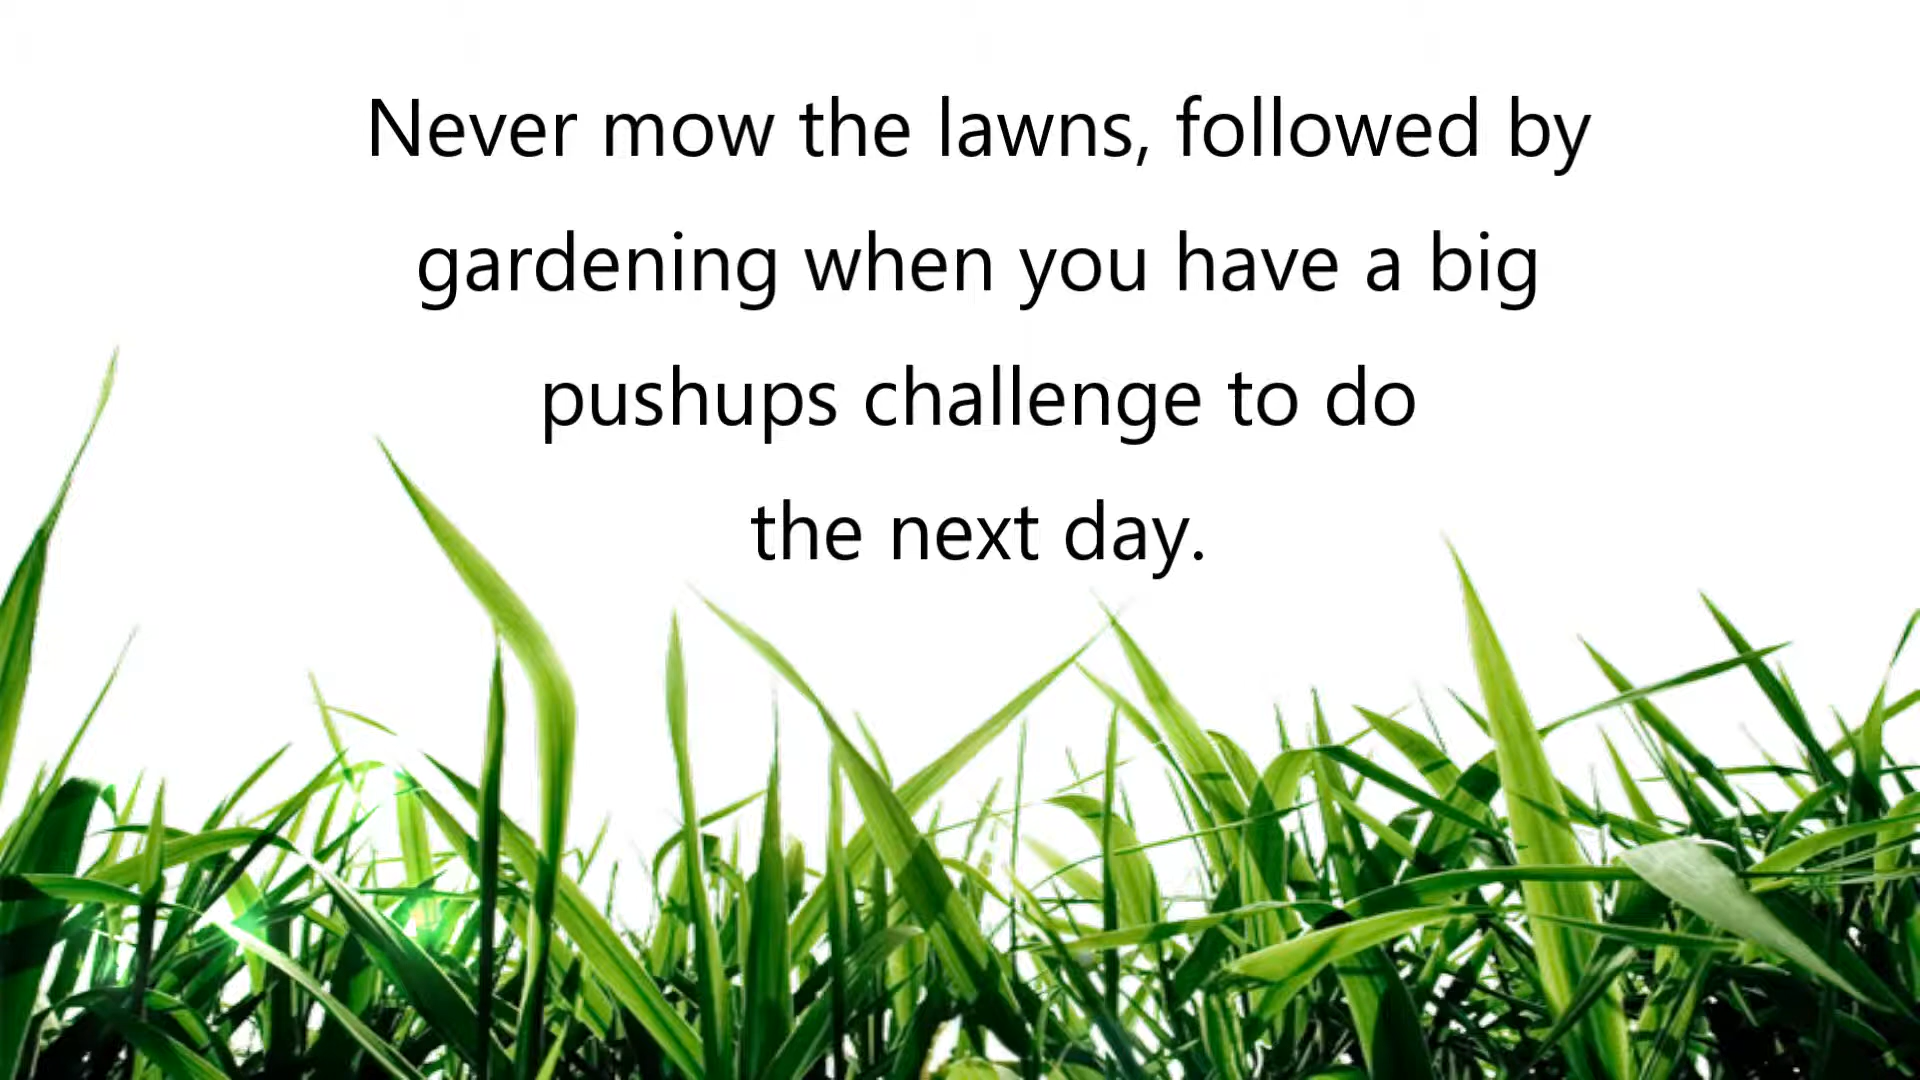 Never mow the lawns, followed by
gardening when you have a big
pushups challenge to do
the next day.